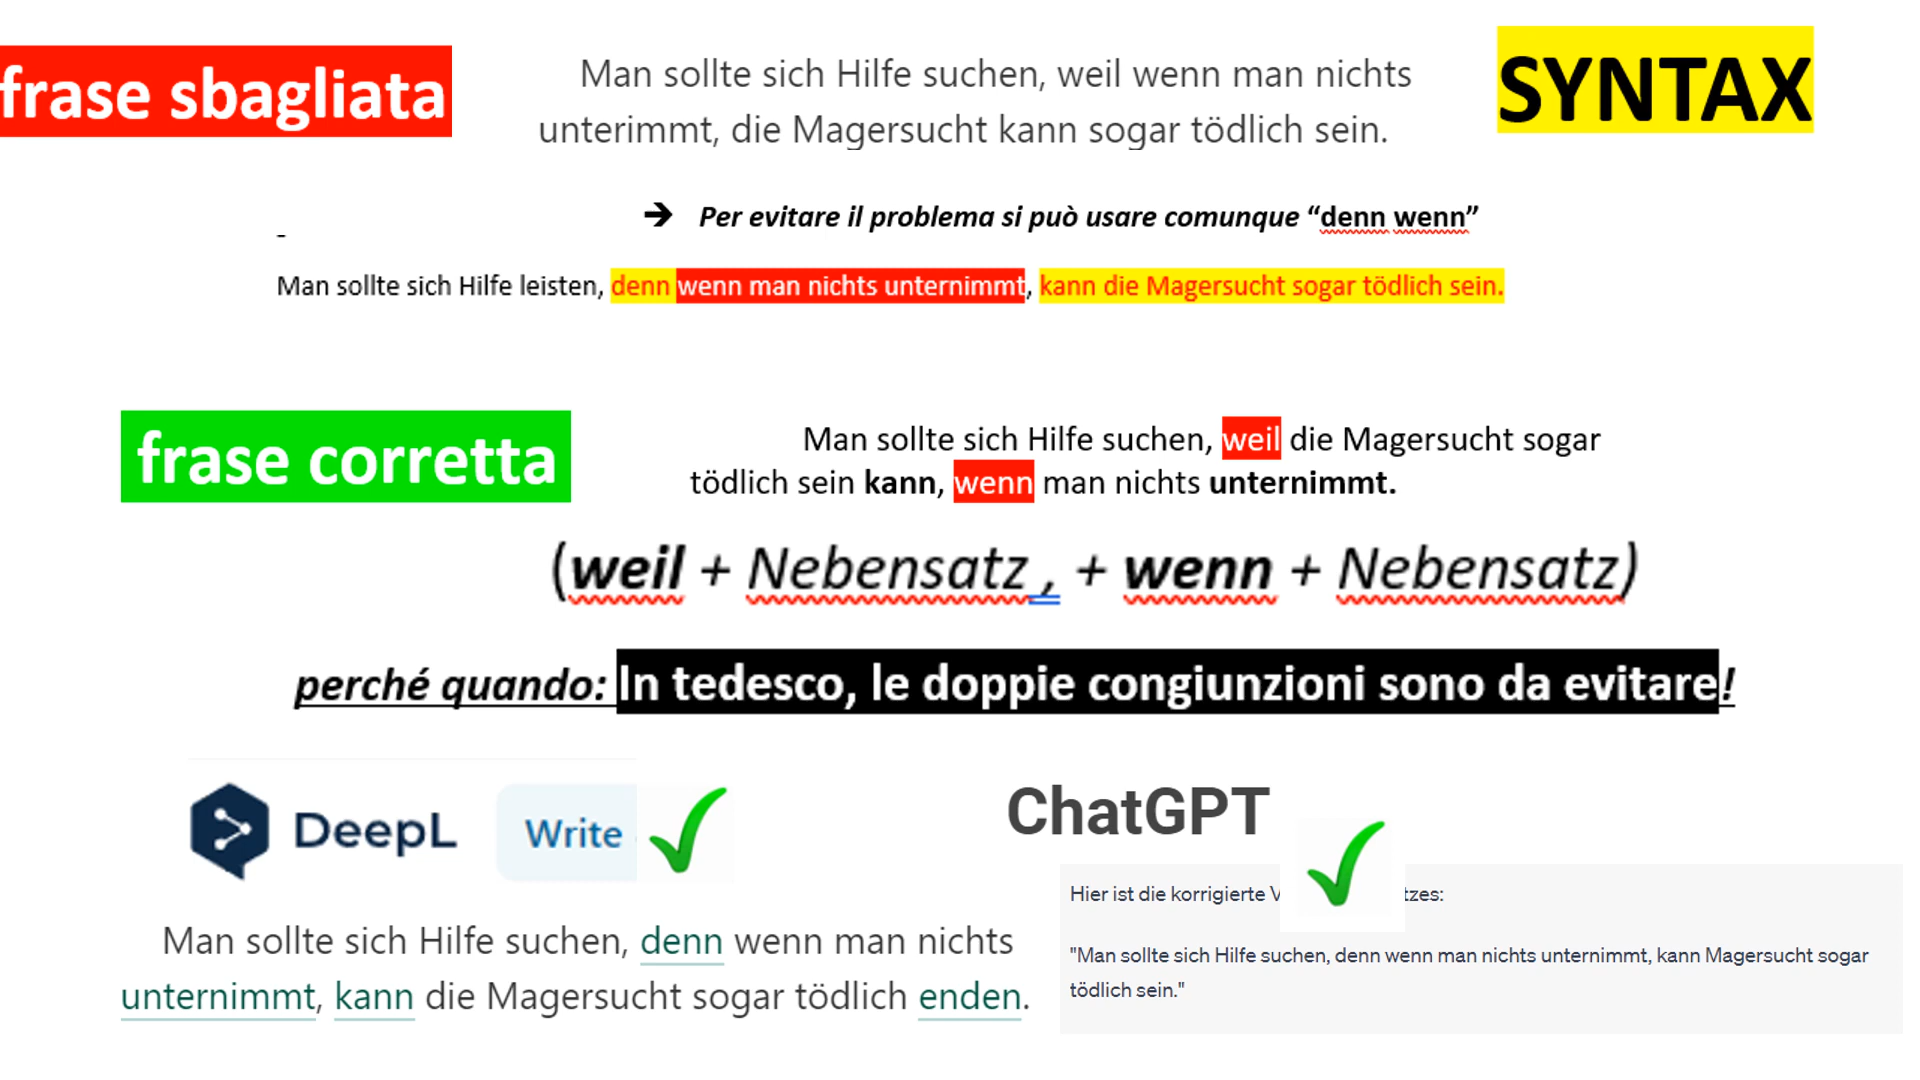 frase sbagliata
Man sollte sich Hilfe suchen, weil wenn man nichts
unterimmt, die Magersucht kann sogar tödlich sein.
SYNTAX
➔ Per evitare il problema si può usare comunque “denn wenn”
-
Man sollte sich Hilfe leisten, denn wenn man nichts unternimmt, kann die Magersucht sogar tödlich sein.
frase corretta
Man sollte sich Hilfe suchen, weil die Magersucht sogar
tödlich sein kann, wenn man nichts unternimmt.
(weil + Nebensatz , + wenn + Nebensatz)
perché quando: In tedesco, le doppie congiunzioni sono da evitare!
DeepL Write
Man sollte sich Hilfe suchen, denn wenn man nichts
unternimmt, kann die Magersucht sogar tödlich enden.
ChatGPT
Hier ist die korrigierte V tzes:
"Man sollte sich Hilfe suchen, denn wenn man nichts unternimmt, kann Magersucht sogar
tödlich sein."